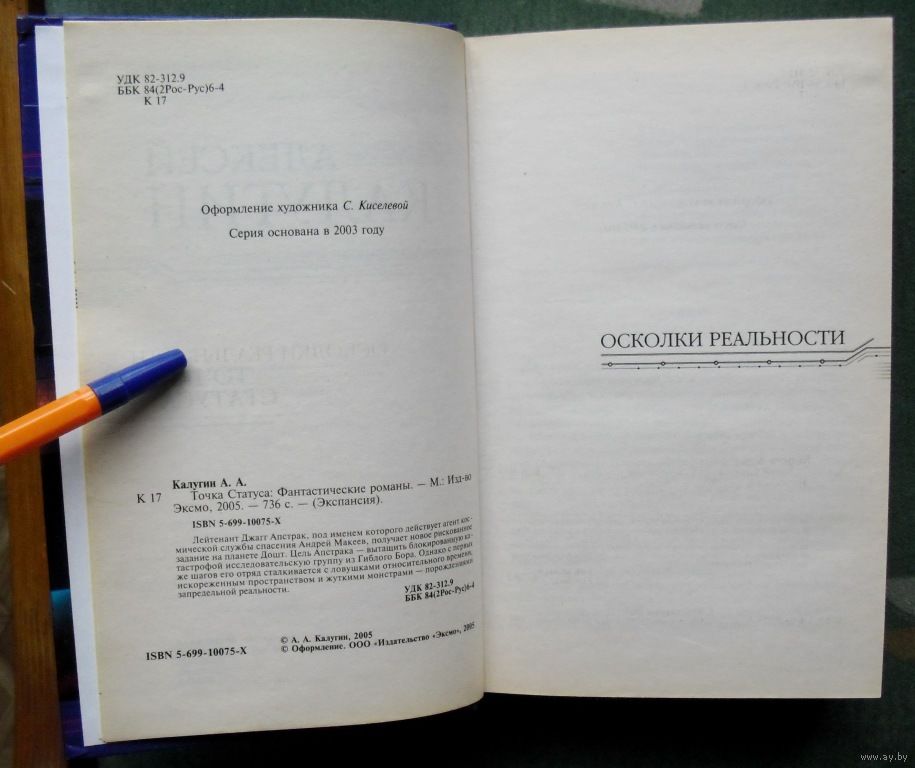 УДК 82-312.9
ББК 84(2Рос-Рус)6-4
К 17
Оформление художника С. Киселевой
Серия основана в 2003 году
Калугин А. А.
К 17 Точка Статуса: Фантастические романы. — М.: Изд-во
Эксмо, 2005. — 736 с. — (Экспансия).
ISBN 5-699-10075-X
Лейтенант Джагг Апстрак, под именем которого действует агент кос-
мической службы спасения Андрей Макеев, получает новое рискованное
задание на планете Дошт. Цель Апстрака — вытащить блокированную ка-
тастрофой исследовательскую группу из Гиблого Бора. Однако с первых
же шагов его отряд сталкивается с ловушками относительного времени,
искореженным пространством и жуткими монстрами — порождениями
запредельной реальности.
УДК 82-312.9
ББК 84(2Рос-Рус)6-4
© А. А. Калугин, 2005
ISBN 5-699-10075-X © Оформление. ООО «Издательство «Эксмо», 2005
ОСКОЛКИ РЕАЛЬНОСТИ
www.ay.by